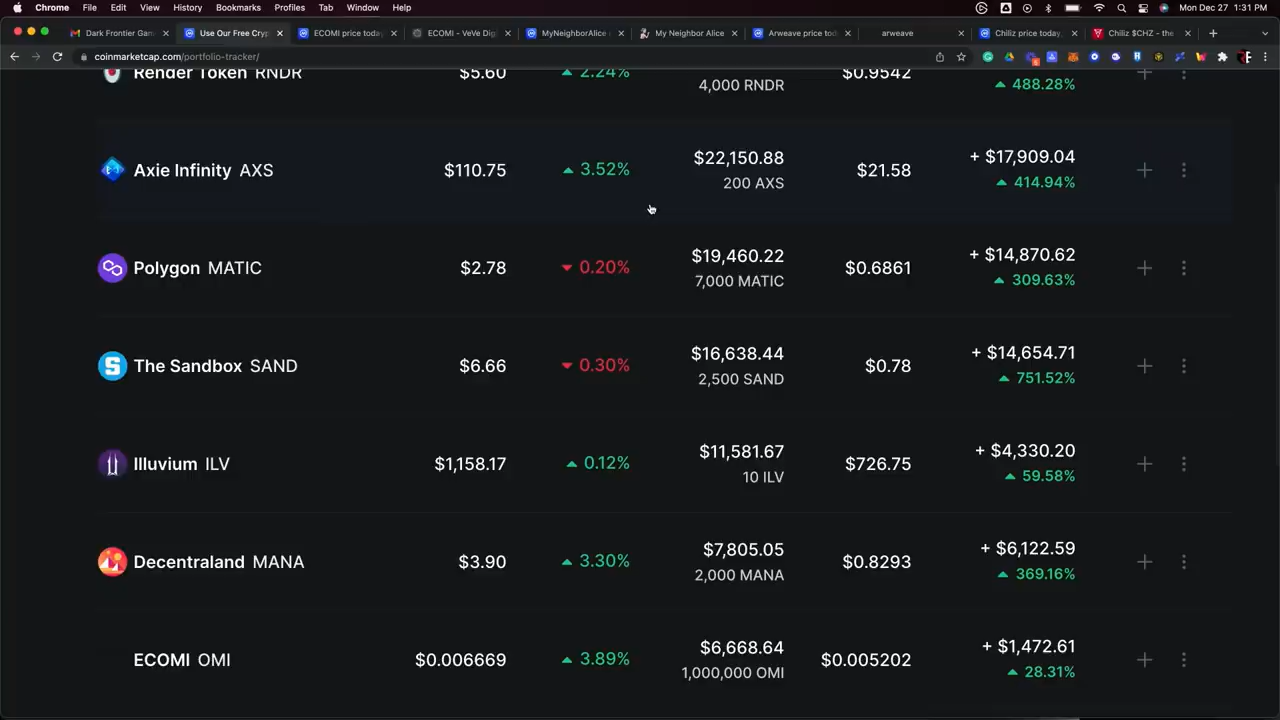 Chrome File Edit View History Bookmarks Profiles Tab Window Help Mon Dec 27 1:31 PM
Dark Frontier Gam × Use Our Free Cryp × ECOMI price today × ECOMI - VeVe Dig × MyNeighborAlice × My Neighbor Alice × Arweave price tod × arweave × Chiliz price today, × Chiliz $CHZ - the ×
coinmarketcap.com/portfolio-tracker/
Render Token RNDR $5.60 2.24% $0.9542
4,000 RNDR 488.28%
Axie Infinity AXS $110.75 3.52% $22,150.88 $21.58 + $17,909.04
200 AXS 414.94%
Polygon MATIC $2.78 0.20% $19,460.22 $0.6861 + $14,870.62
7,000 MATIC 309.63%
The Sandbox SAND $6.66 0.30% $16,638.44 $0.78 + $14,654.71
2,500 SAND 751.52%
Illuvium ILV $1,158.17 0.12% $11,581.67 $726.75 + $4,330.20
10 ILV 59.58%
Decentraland MANA $3.90 3.30% $7,805.05 $0.8293 + $6,122.59
2,000 MANA 369.16%
ECOMI OMI $0.006669 3.89% $6,668.64 $0.005202 + $1,472.61
1,000,000 OMI 28.31%